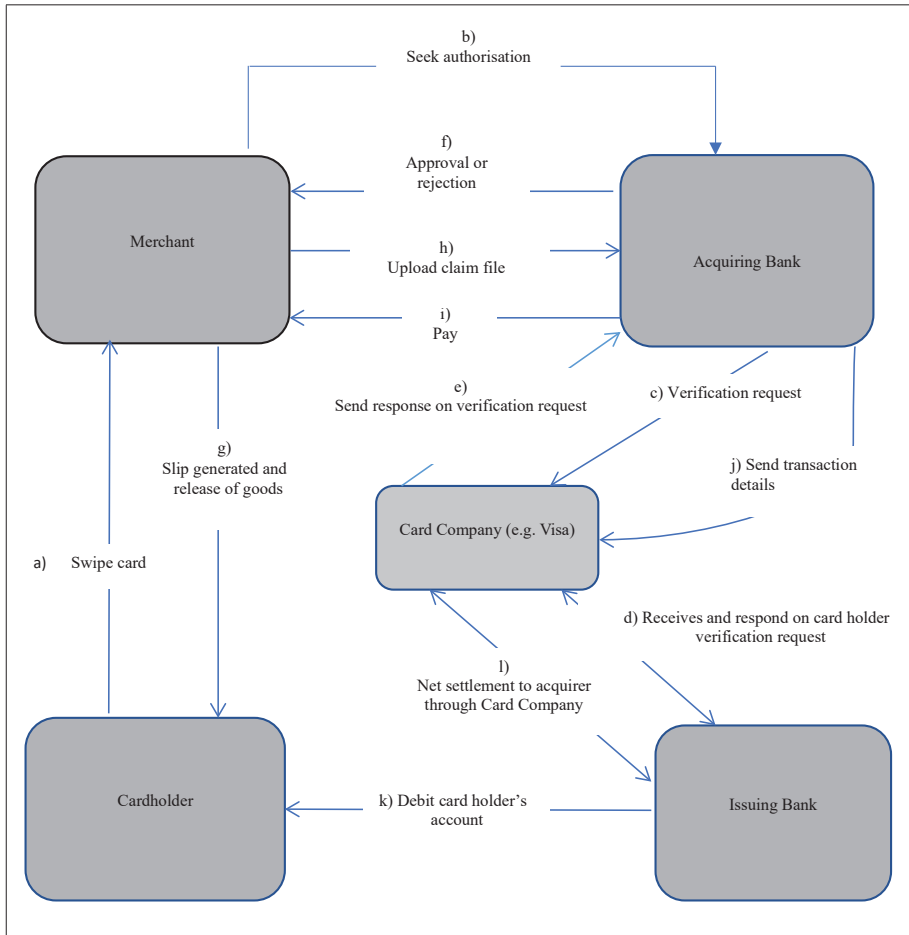 b)
Seek authorisation
f)
Approval or
rejection
Merchant
h)
Upload claim file
Acquiring Bank
i)
Pay
e)
Send response on verification request
c) Verification request
g)
Slip generated and
release of goods
j) Send transaction
details
Card Company (e.g. Visa)
a) Swipe card
d) Receives and respond on card holder
verification request
l)
Net settlement to acquirer
through Card Company
Cardholder
k) Debit card holder’s
account
Issuing Bank